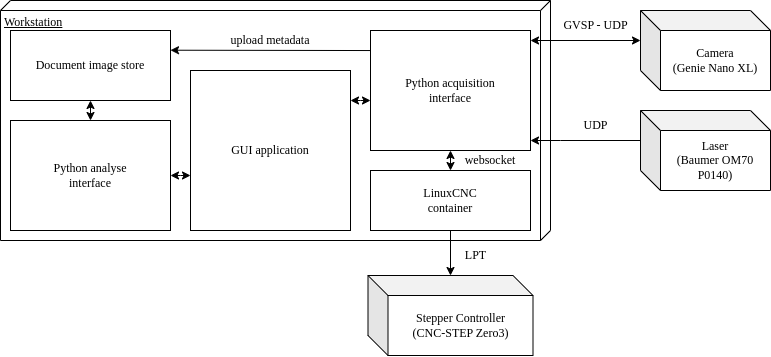 Workstation
Document image store
upload metadata
Python acquisition
interface
GVSP - UDP
Camera
(Genie Nano XL)
Python analyse
interface
GUI application
UDP
Laser
(Baumer OM70
P0140)
websocket
LinuxCNC
container
LPT
Stepper Controller
(CNC-STEP Zero3)